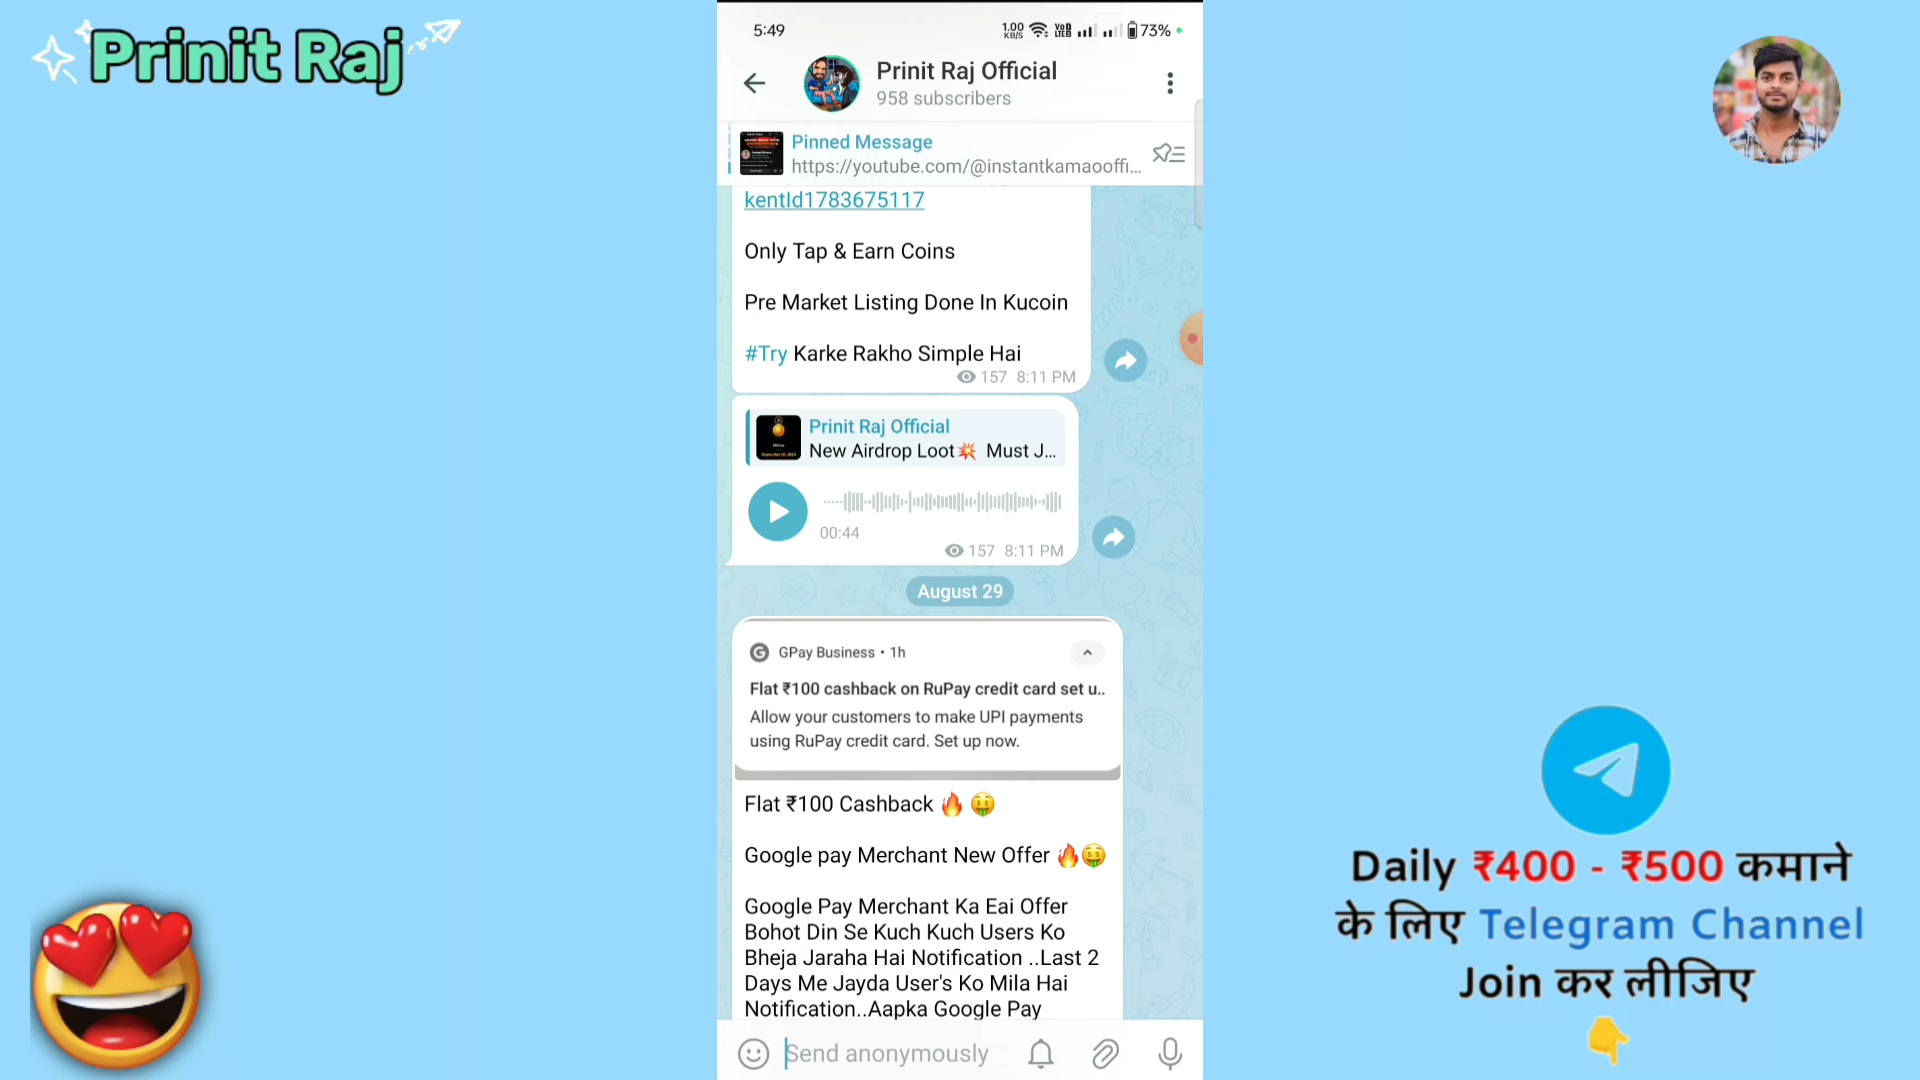 Prinit Raj
5:49
1.00 KB/S
VoD LTE
73%
Prinit Raj Official
958 subscribers
Pinned Message
https://youtube.com/@instantkamaooffi...
kentId1783675117
Only Tap & Earn Coins
Pre Market Listing Done In Kucoin
#Try Karke Rakho Simple Hai
157 8:11 PM
Prinit Raj Official
New Airdrop Loot💥 Must J...
00:44
157 8:11 PM
August 29
GPay Business • 1h
Flat ₹100 cashback on RuPay credit card set u..
Allow your customers to make UPI payments
using RuPay credit card. Set up now.
Flat ₹100 Cashback 🔥 🤑
Google pay Merchant New Offer 🔥🤑
Google Pay Merchant Ka Eai Offer
Bohot Din Se Kuch Kuch Users Ko
Bheja Jaraha Hai Notification ..Last 2
Days Me Jayda User's Ko Mila Hai
Notification..Aapka Google Pay
Send anonymously
Daily ₹400 - ₹500 कमाने
के लिए Telegram Channel
Join कर लीजिए
👇